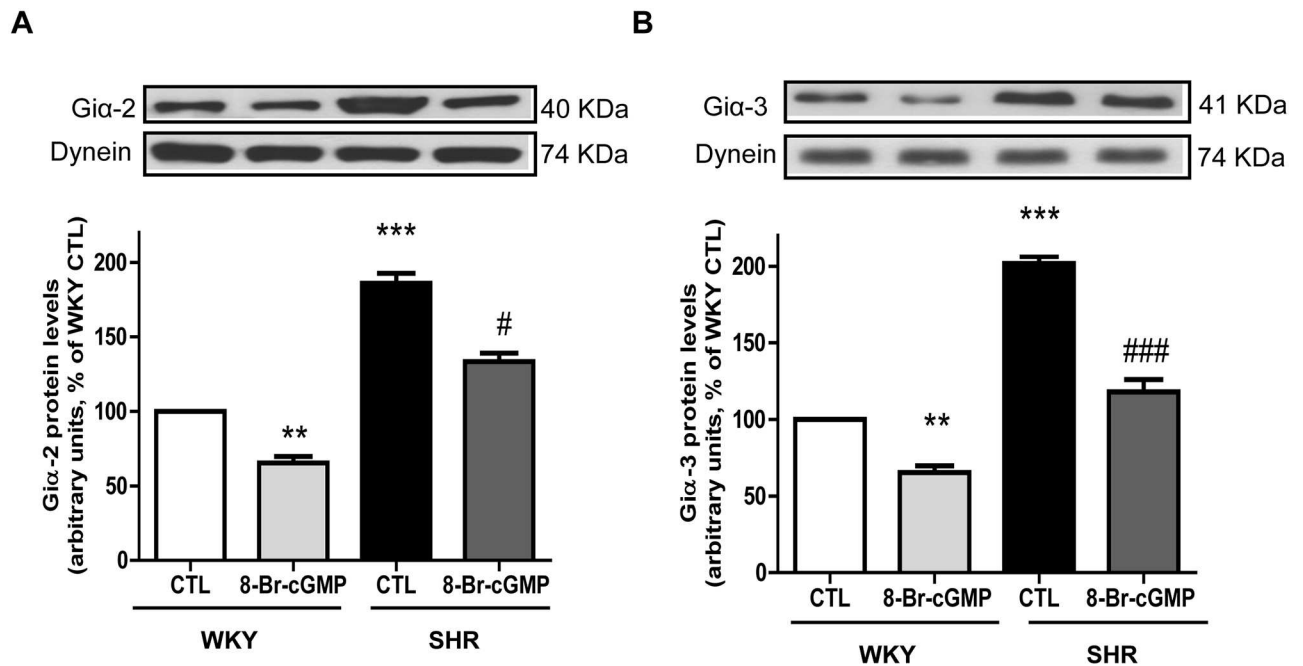 A
Giα-2
40 KDa
Dynein
74 KDa
Giα-2 protein levels
(arbitrary units, % of WKY CTL)
200
150
100
50
0
***
**
#
CTL
8-Br-cGMP
CTL
8-Br-cGMP
WKY
SHR
B
Giα-3
41 KDa
Dynein
74 KDa
Giα-3 protein levels
(arbitrary units, % of WKY CTL)
200
150
100
50
0
***
**
###
CTL
8-Br-cGMP
CTL
8-Br-cGMP
WKY
SHR